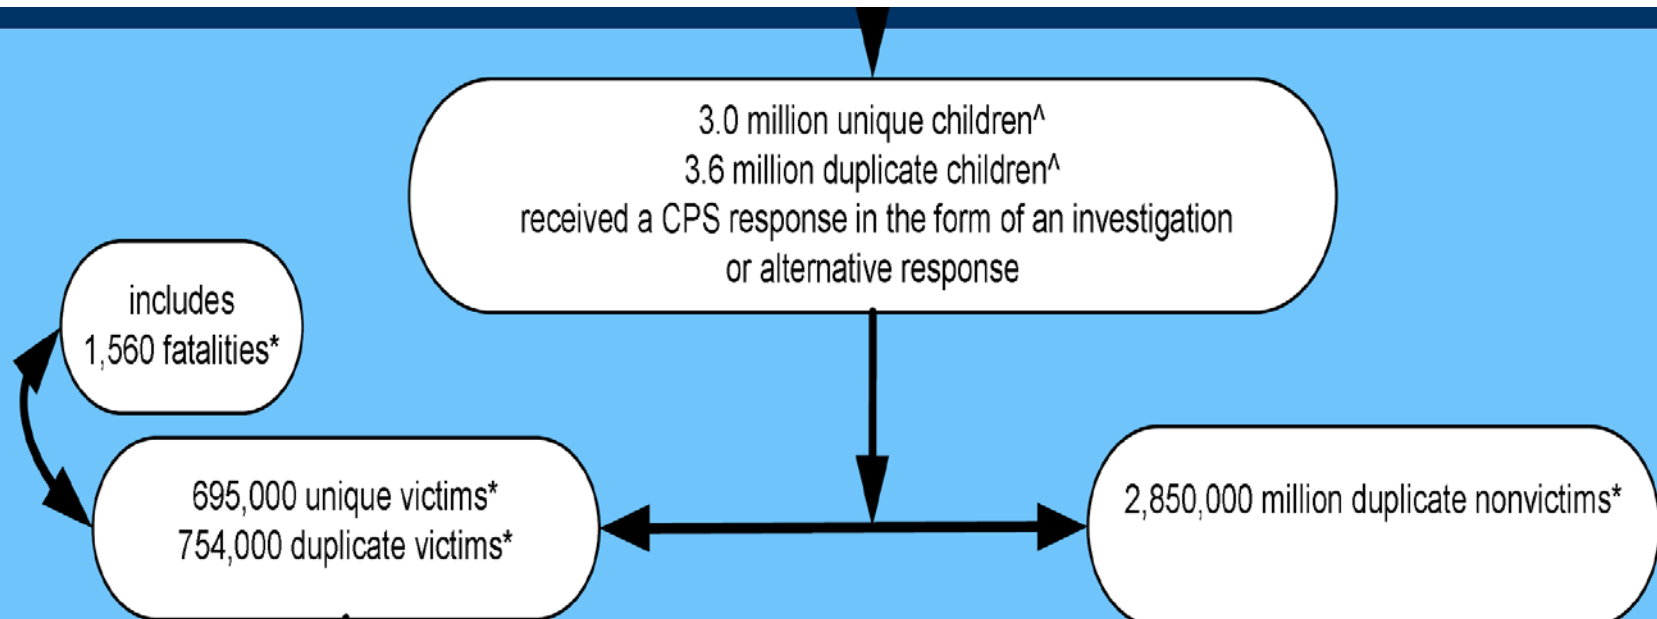 3.0 million unique children^
3.6 million duplicate children^
received a CPS response in the form of an investigation
or alternative response
includes
1,560 fatalities*
695,000 unique victims*
754,000 duplicate victims*
2,850,000 million duplicate nonvictims*